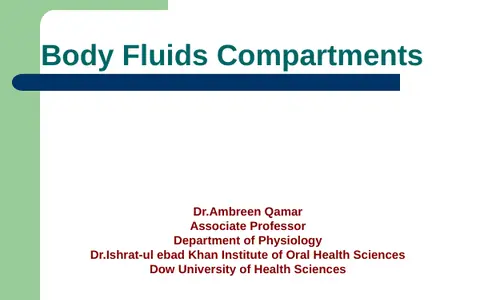 Body Fluids Compartments
Dr.Ambreen Qamar
Associate Professor
Department of Physiology
Dr.Ishrat-ul ebad Khan Institute of Oral Health Sciences
Dow University of Health Sciences